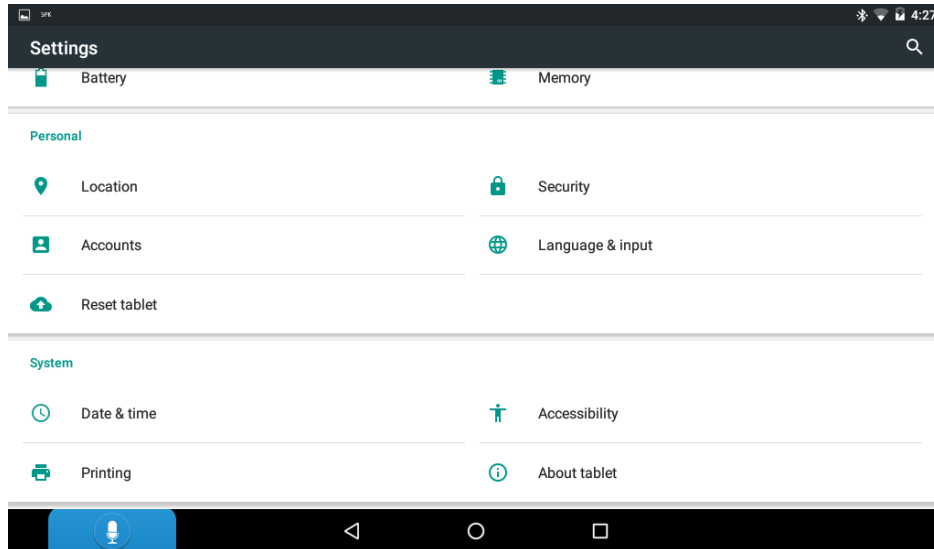 SPK 4:27
Settings
Battery Memory
Personal
Location Security
Accounts Language & input
Reset tablet
System
Date & time Accessibility
Printing About tablet